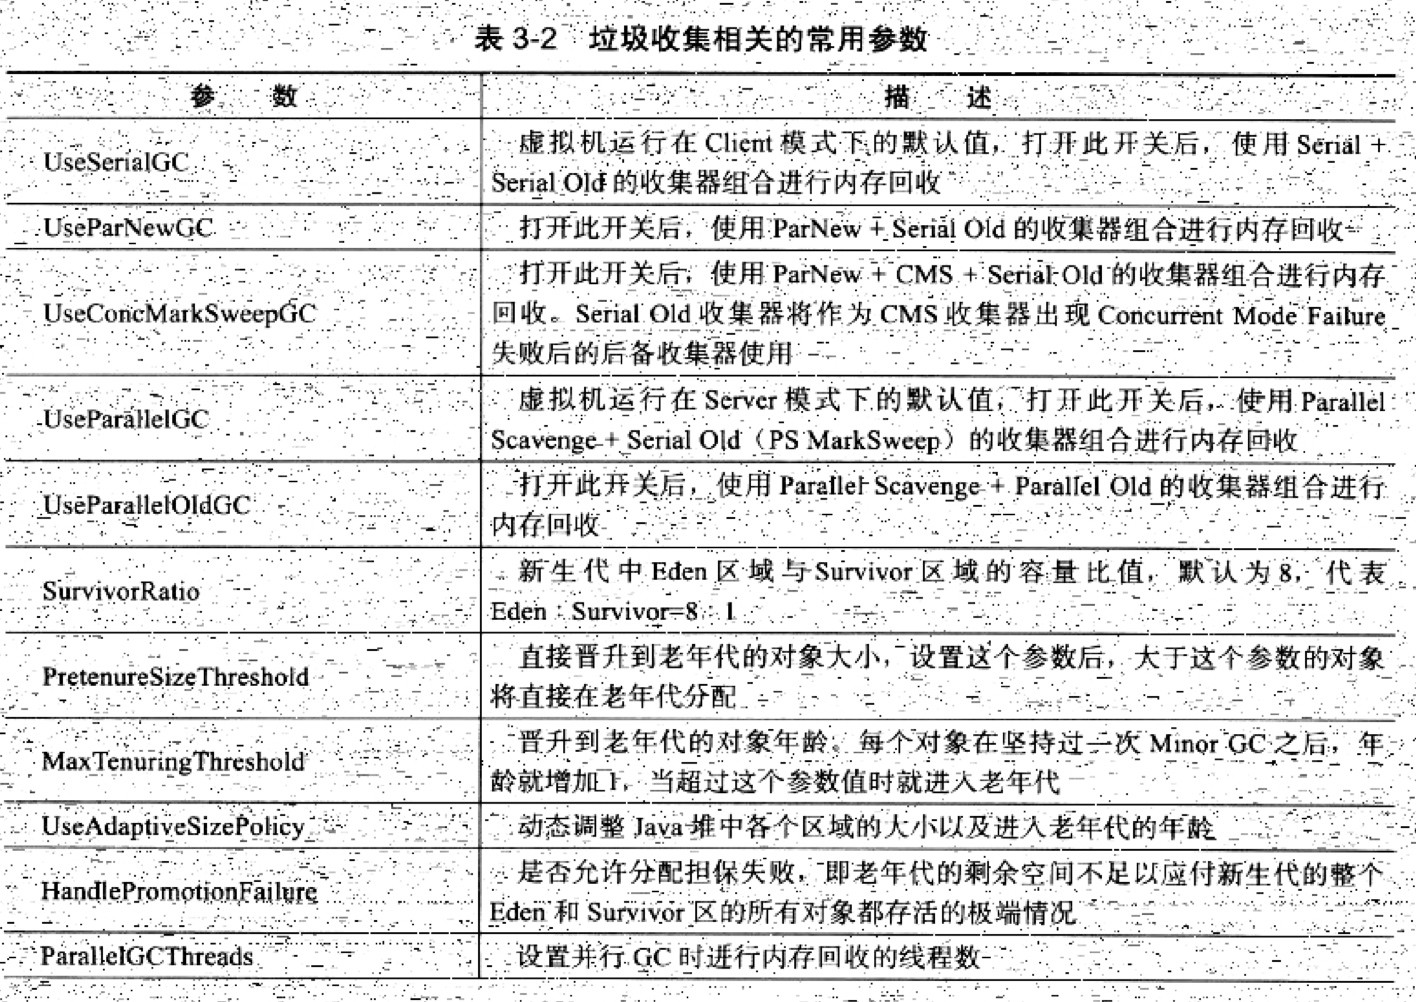 表 3-2 垃圾收集相关的常用参数
参 数 描 述
UseSerialGC
虚拟机运行在 Client 模式下的默认值，打开此开关后，使用 Serial +
Serial Old 的收集器组合进行内存回收
UseParNewGC
打开此开关后，使用 ParNew + Serial Old 的收集器组合进行内存回收
UseConcMarkSweepGC
打开此开关后，使用 ParNew + CMS + Serial Old 的收集器组合进行内存
回收。Serial Old 收集器将作为 CMS 收集器出现 Concurrent Mode Failure
失败后的后备收集器使用
UseParallelGC
虚拟机运行在 Server 模式下的默认值，打开此开关后，使用 Parallel
Scavenge + Serial Old（PS MarkSweep）的收集器组合进行内存回收
UseParallelOldGC
打开此开关后，使用 Parallel Scavenge + Parallel Old 的收集器组合进行
内存回收
SurvivorRatio
新生代中 Eden 区域与 Survivor 区域的容量比值，默认为 8，代表
Eden : Survivor=8 : 1
PretenureSizeThreshold
直接晋升到老年代的对象大小，设置这个参数后，大于这个参数的对象
将直接在老年代分配
MaxTenuringThreshold
晋升到老年代的对象年龄。每个对象在坚持过一次 Minor GC 之后，年
龄就增加 1，当超过这个参数值时就进入老年代
UseAdaptiveSizePolicy
动态调整 Java 堆中各个区域的大小以及进入老年代的年龄
HandlePromotionFailure
是否允许分配担保失败，即老年代的剩余空间不足以应付新生代的整个
Eden 和 Survivor 区的所有对象都存活的极端情况
ParallelGCThreads
设置并行 GC 时进行内存回收的线程数